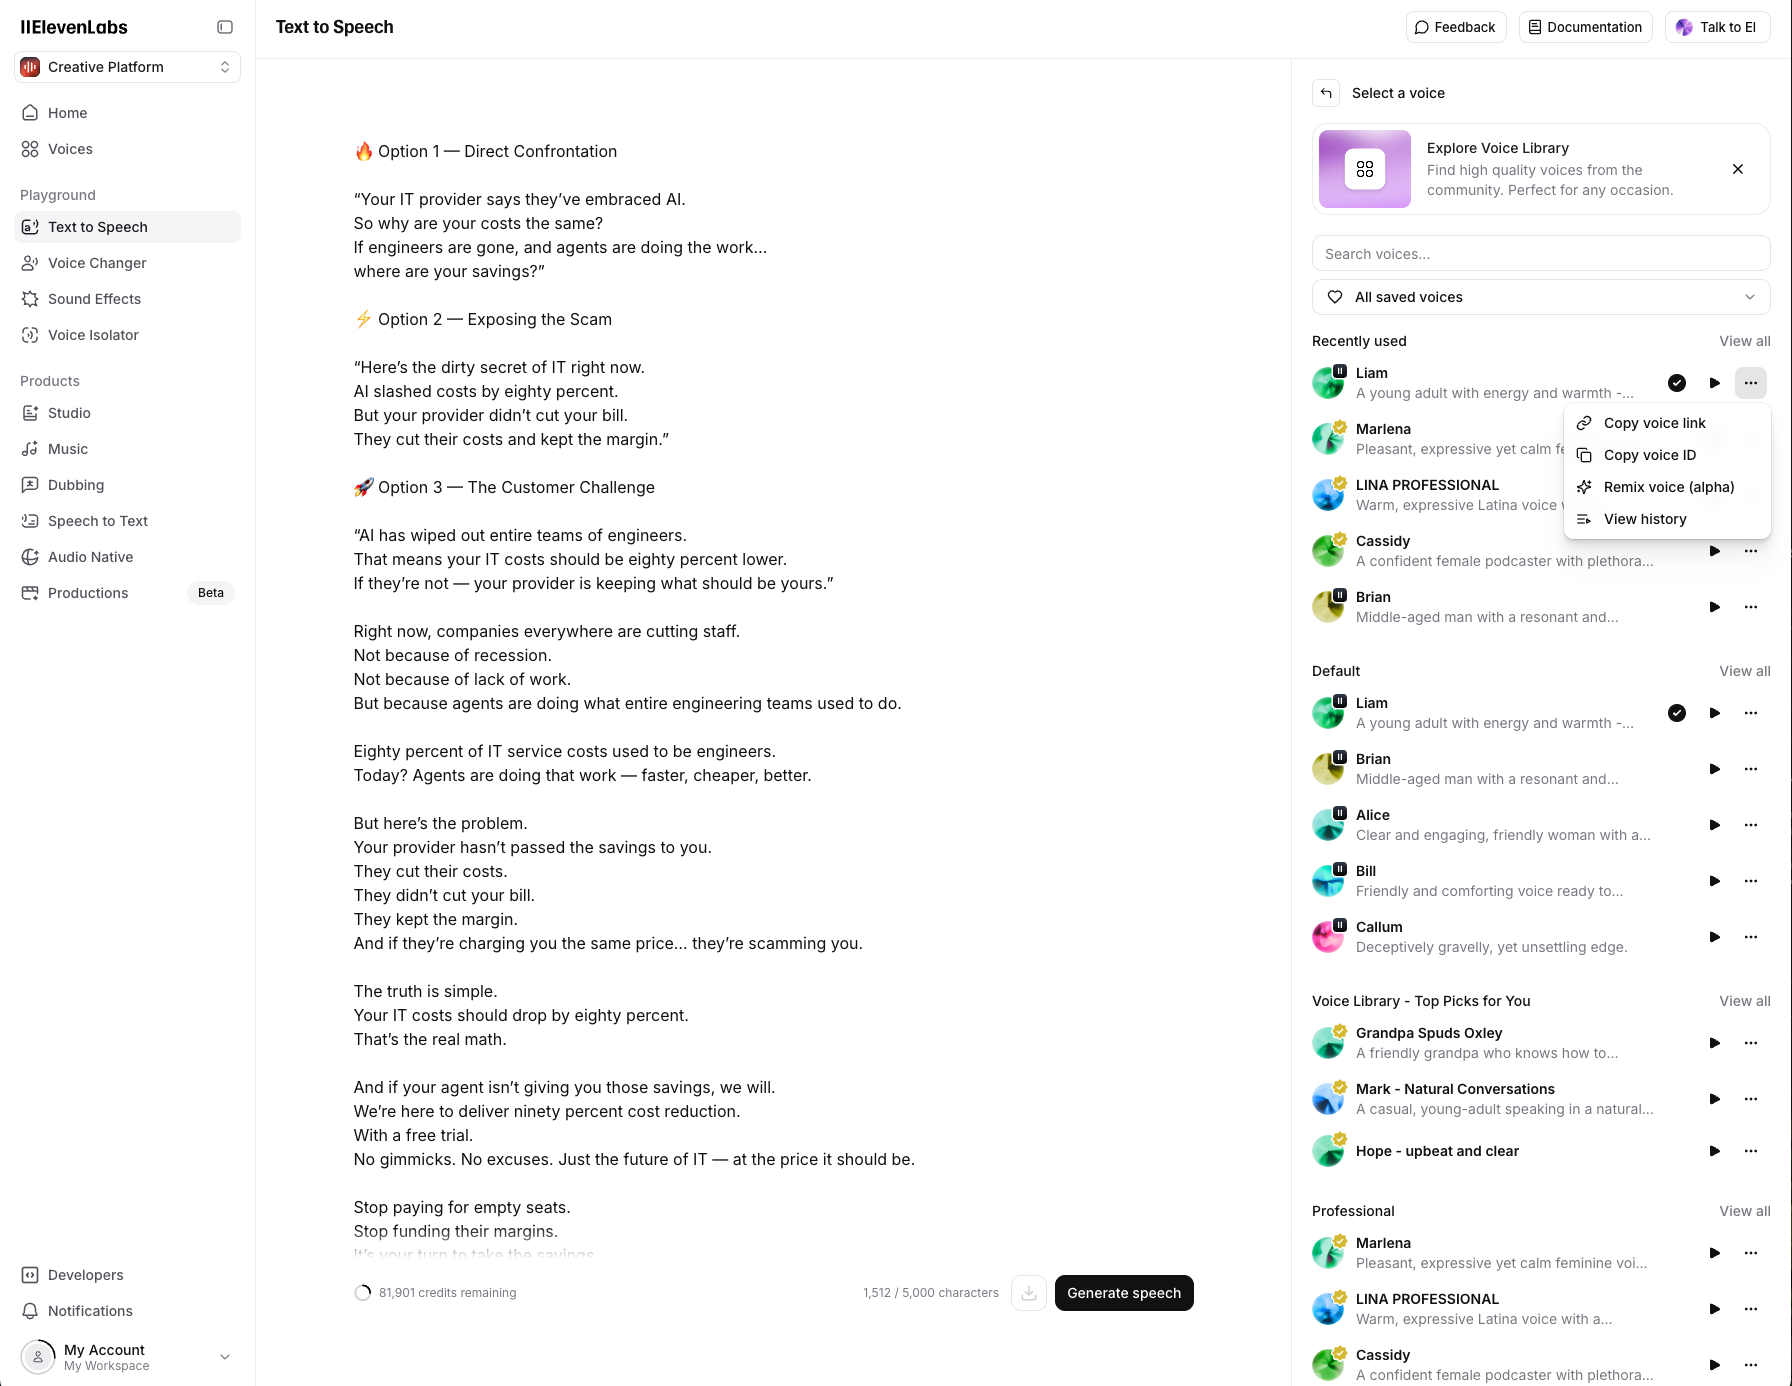 IIElevenLabs
Creative Platform
Home
Voices
Playground
Text to Speech
Voice Changer
Sound Effects
Voice Isolator
Products
Studio
Music
Dubbing
Speech to Text
Audio Native
Productions
Beta
Developers
Notifications
My Account
My Workspace
Text to Speech
Feedback
Documentation
Talk to El
🔥 Option 1 — Direct Confrontation
“Your IT provider says they’ve embraced AI.
So why are your costs the same?
If engineers are gone, and agents are doing the work…
where are your savings?”
⚡ Option 2 — Exposing the Scam
“Here’s the dirty secret of IT right now.
AI slashed costs by eighty percent.
But your provider didn’t cut your bill.
They cut their costs and kept the margin.”
🚀 Option 3 — The Customer Challenge
“AI has wiped out entire teams of engineers.
That means your IT costs should be eighty percent lower.
If they’re not — your provider is keeping what should be yours.”
Right now, companies everywhere are cutting staff.
Not because of recession.
Not because of lack of work.
But because agents are doing what entire engineering teams used to do.
Eighty percent of IT service costs used to be engineers.
Today? Agents are doing that work — faster, cheaper, better.
But here’s the problem.
Your provider hasn’t passed the savings to you.
They cut their costs.
They didn’t cut your bill.
They kept the margin.
And if they’re charging you the same price… they’re scamming you.
The truth is simple.
Your IT costs should drop by eighty percent.
That’s the real math.
And if your agent isn’t giving you those savings, we will.
We’re here to deliver ninety percent cost reduction.
With a free trial.
No gimmicks. No excuses. Just the future of IT — at the price it should be.
Stop paying for empty seats.
Stop funding their margins.
It’s your turn to take the savings
81,901 credits remaining
1,512 / 5,000 characters
Generate speech
Select a voice
Explore Voice Library
Find high quality voices from the
community. Perfect for any occasion.
Search voices...
All saved voices
Recently used
View all
Liam
A young adult with energy and warmth -...
Copy voice link
Copy voice ID
Remix voice (alpha)
View history
Marlena
Pleasant, expressive yet calm
LINA PROFESSIONAL
Warm, expressive Latina voice
Cassidy
A confident female podcaster with plethora...
Brian
Middle-aged man with a resonant and...
Default
View all
Liam
A young adult with energy and warmth -...
Brian
Middle-aged man with a resonant and...
Alice
Clear and engaging, friendly woman with a...
Bill
Friendly and comforting voice ready to...
Callum
Deceptively gravelly, yet unsettling edge.
Voice Library - Top Picks for You
View all
Grandpa Spuds Oxley
A friendly grandpa who knows how to...
Mark - Natural Conversations
A casual, young-adult speaking in a natural...
Hope - upbeat and clear
Professional
View all
Marlena
Pleasant, expressive yet calm feminine voi...
LINA PROFESSIONAL
Warm, expressive Latina voice with a...
Cassidy
A confident female podcaster with plethora...